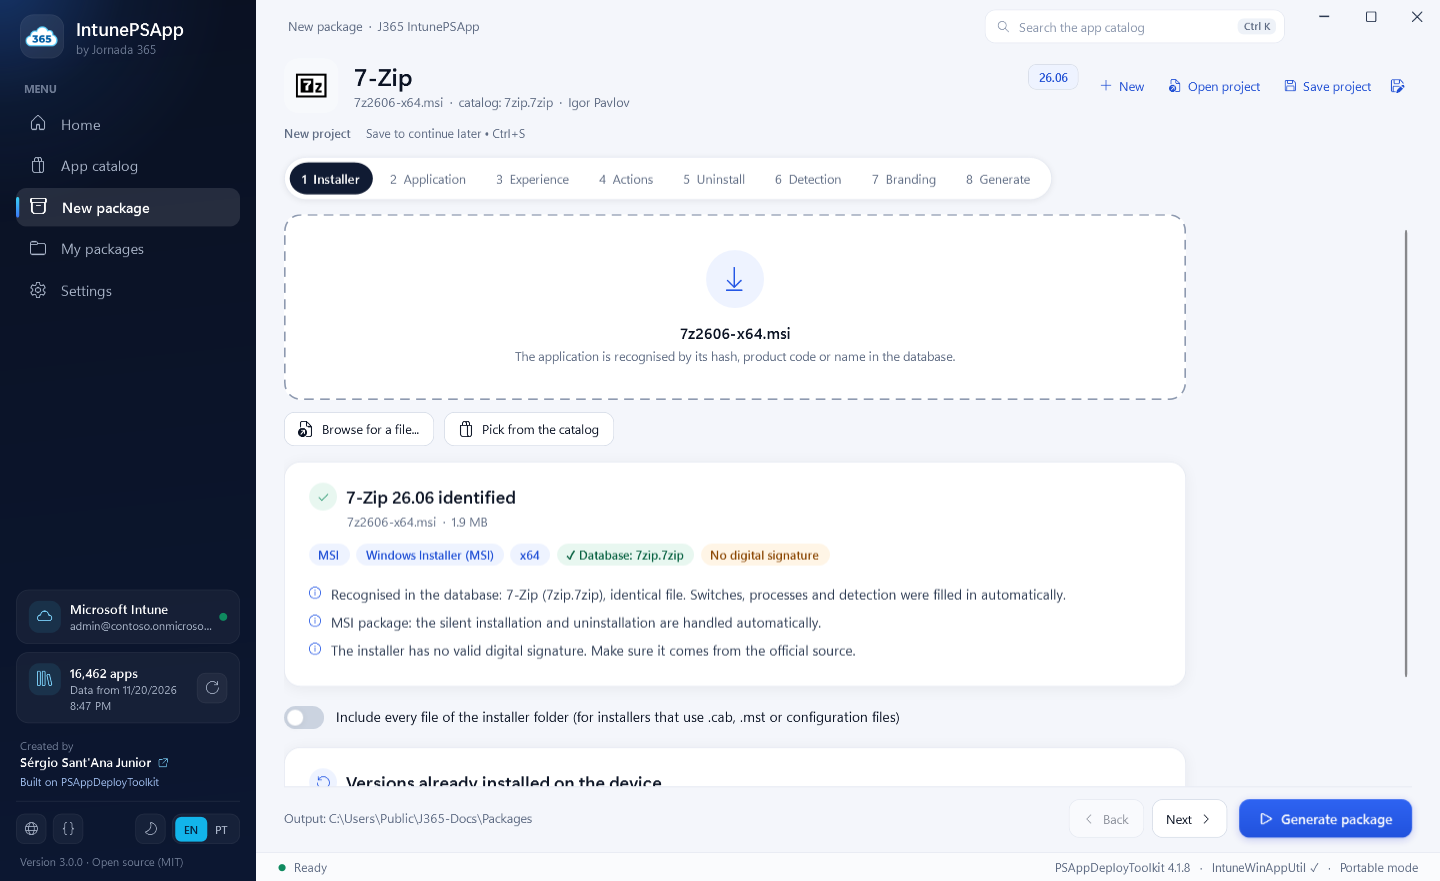 365
IntunePSApp
by Jornada 365
MENU
Home
App catalog
New package
My packages
Settings
Microsoft Intune
admin@contoso.onmicroso...
16,462 apps
Data from 11/20/2026
8:47 PM
Created by
Sérgio Sant'Ana Junior
Built on PSAppDeployToolkit
{}
EN
PT
Version 3.0.0 · Open source (MIT)
New package · J365 IntunePSApp
Search the app catalog
Ctrl K
7z
7-Zip
7z2606-x64.msi · catalog: 7zip.7zip · Igor Pavlov
26.06
New
Open project
Save project
New project Save to continue later • Ctrl+S
1 Installer
2 Application
3 Experience
4 Actions
5 Uninstall
6 Detection
7 Branding
8 Generate
7z2606-x64.msi
The application is recognised by its hash, product code or name in the database.
Browse for a file...
Pick from the catalog
7-Zip 26.06 identified
7z2606-x64.msi · 1.9 MB
MSI
Windows Installer (MSI)
x64
✓ Database: 7zip.7zip
No digital signature
Recognised in the database: 7-Zip (7zip.7zip), identical file. Switches, processes and detection were filled in automatically.
MSI package: the silent installation and uninstallation are handled automatically.
The installer has no valid digital signature. Make sure it comes from the official source.
Include every file of the installer folder (for installers that use .cab, .mst or configuration files)
Versions already installed on the device
Output: C:\Users\Public\J365-Docs\Packages
Back
Next
Generate package
Ready
PSAppDeployToolkit 4.1.8 · IntuneWinAppUtil ✓ · Portable mode